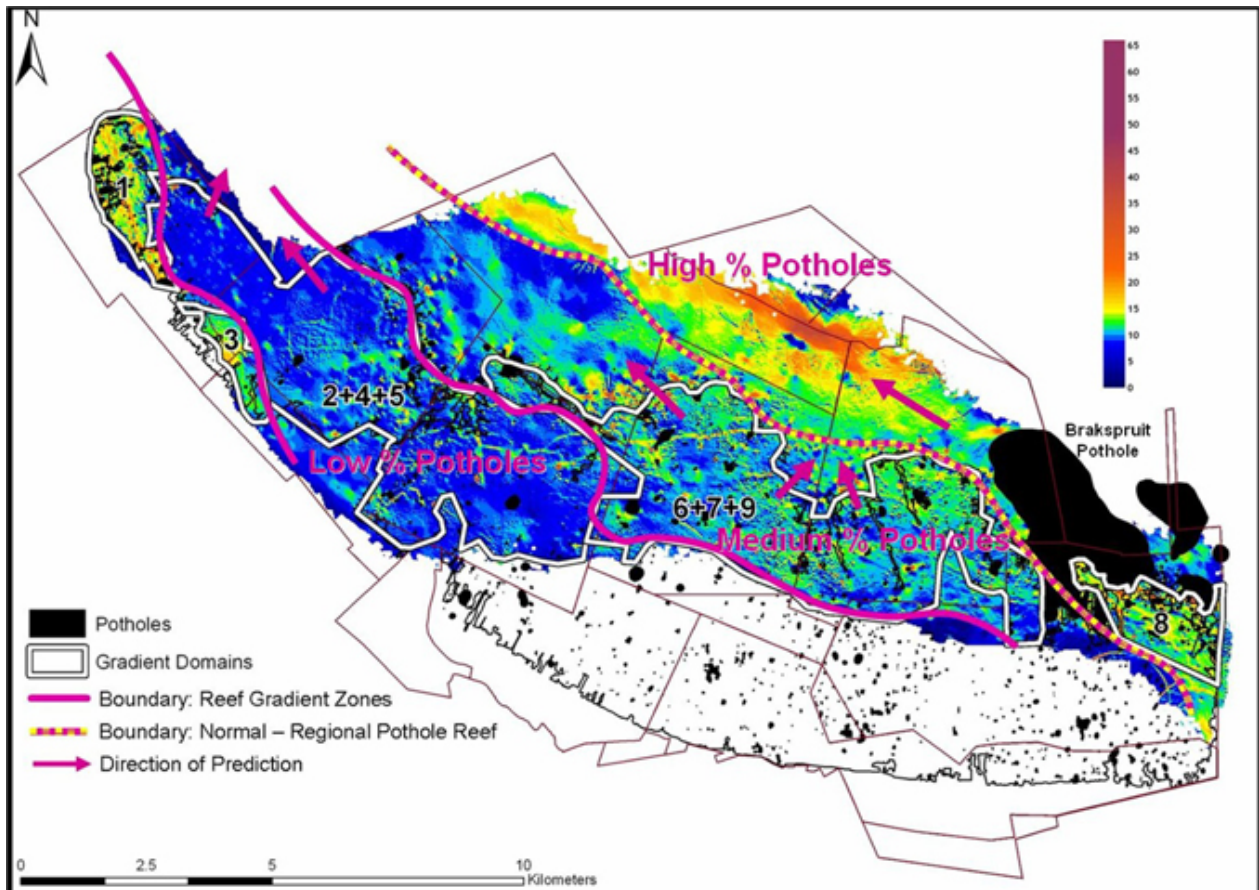 N
65
60
55
50
45
40
35
30
25
20
15
10
5
0
1
High % Potholes
3
2+4+5
Brakspruit
Pothole
Low % Potholes
6+7+9
Medium % Potholes
8
Potholes
Gradient Domains
Boundary: Reef Gradient Zones
Boundary: Normal – Regional Pothole Reef
Direction of Prediction
0 2.5 5 10
Kilometers